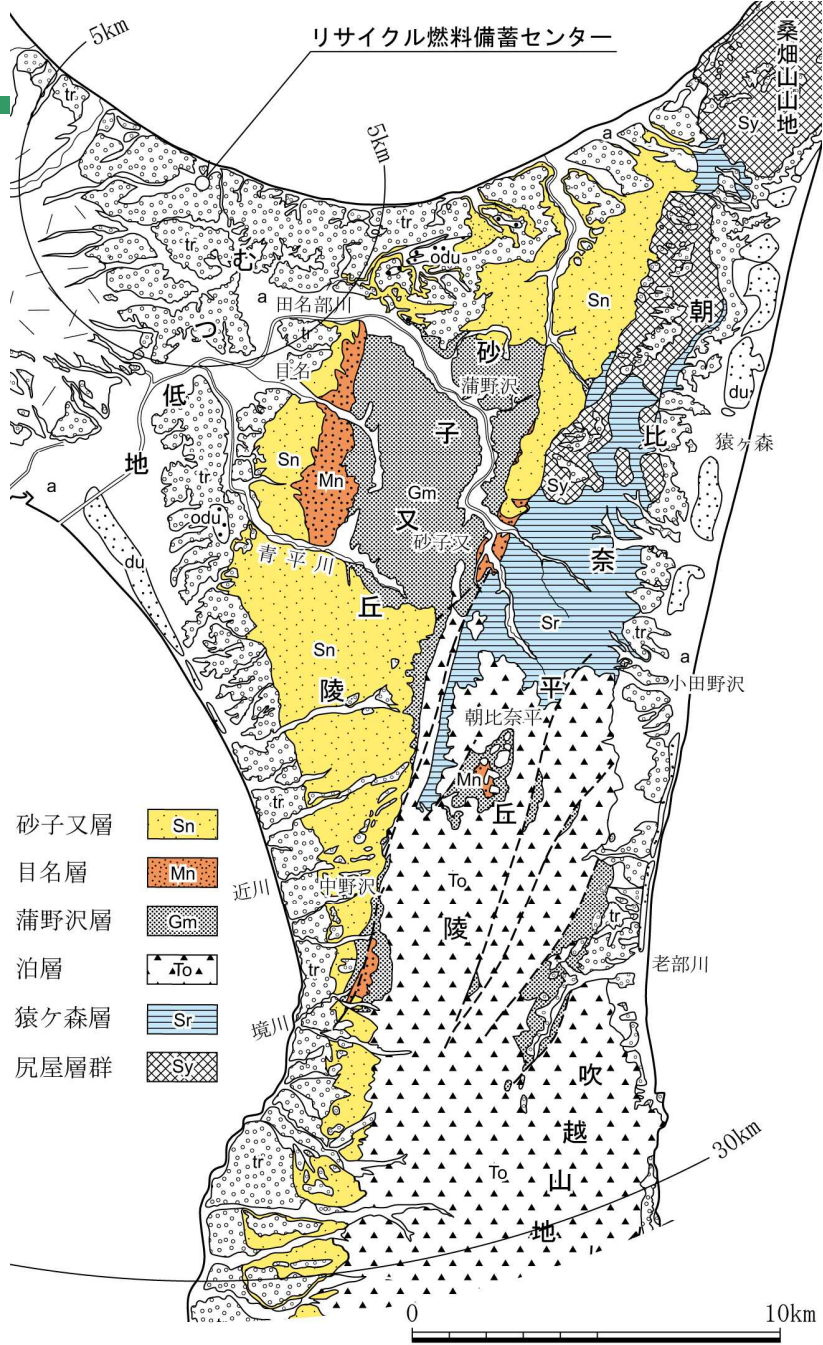 5km
リサイクル燃料備蓄センター
桑畑山山地
Sy
tr
5km
a
tr
odu
むつ低地
tr
a
田名部川
tr
目名
Sn
朝比奈平丘陵
砂子又丘陵
蒲野沢
du
猿ヶ森
Sn
Mn
Gm
Sy
tr
odu
a
砂子又
du
青平川
Sr
tr
a
小田野沢
Sn
朝比奈平
Mn
tr
砂子又層 Sn
目名層 Mn
蒲野沢層 Gm
泊層 To
猿ケ森層 Sr
尻屋層群 Sy
近川
中野沢
To
tr
老部川
tr
境川
吹越山地
30km
tr
To
0 10km